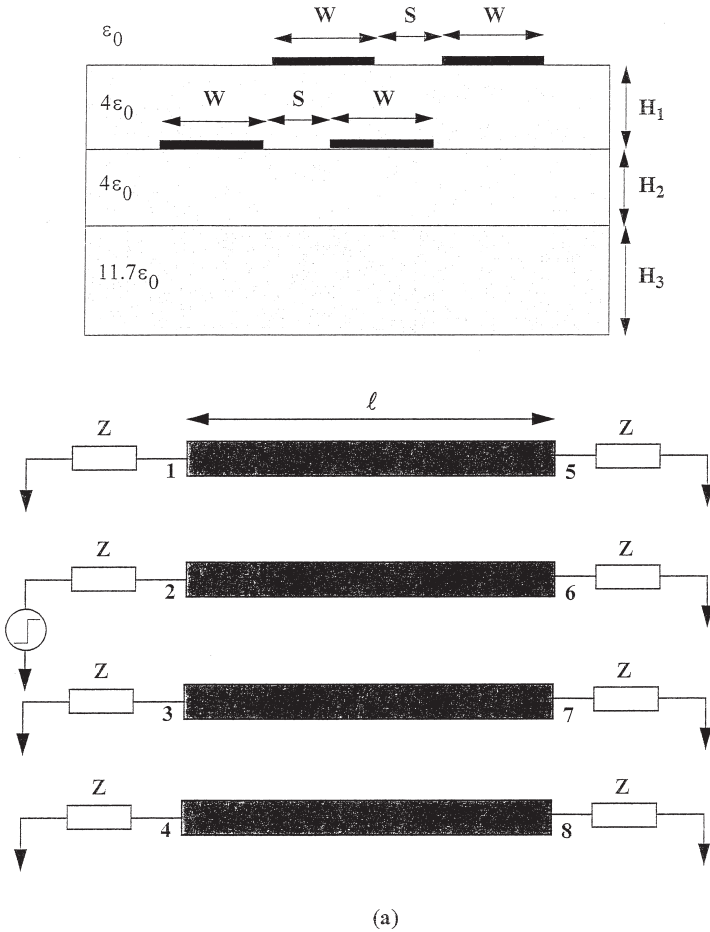 W S W
ε₀
4ε₀ W S W H₁
4ε₀ H₂
11.7ε₀ H₃
ℓ
Z Z
1 5
Z Z
2 6
Z Z
3 7
Z Z
4 8
(a)